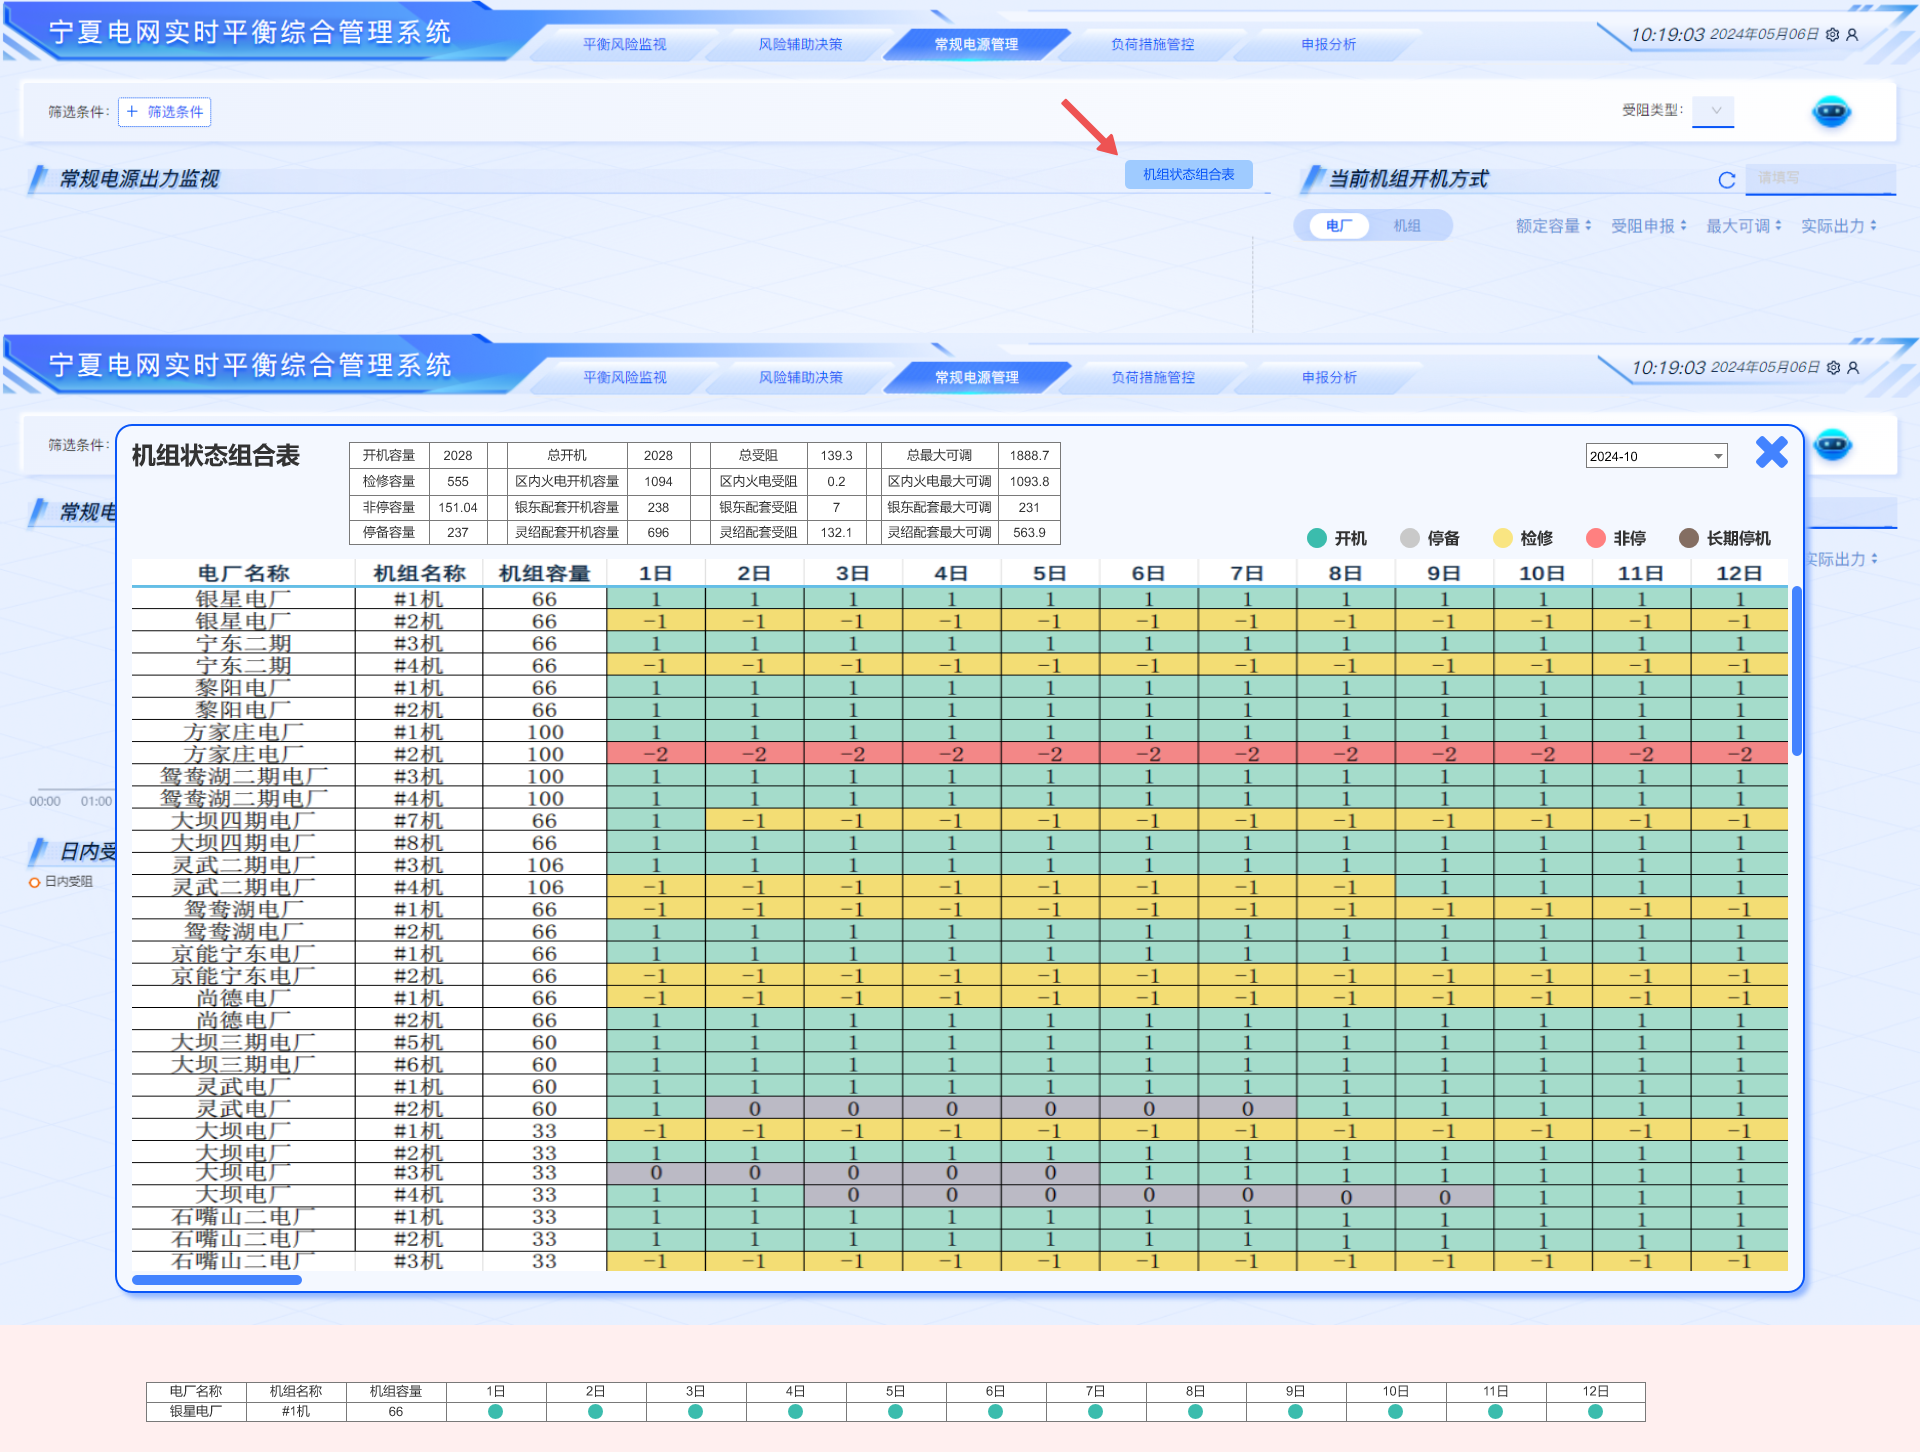 宁夏电网实时平衡综合管理系统
平衡风险监视 风险辅助决策 常规电源管理 负荷措施管控 申报分析
10:19:03 2024年05月06日
筛选条件: + 筛选条件
受阻类型:
常规电源出力监视
机组状态组合表
当前机组开机方式
请填写
电厂 机组
额定容量 受阻申报 最大可调 实际出力
宁夏电网实时平衡综合管理系统
平衡风险监视 风险辅助决策 常规电源管理 负荷措施管控 申报分析
10:19:03 2024年05月06日
筛选条件:
常规电
实际出力
00:00 01:00
日内受
日内受阻
机组状态组合表
开机容量 2028 总开机 2028 总受阻 139.3 总最大可调 1888.7
检修容量 555 区内火电开机容量 1094 区内火电受阻 0.2 区内火电最大可调 1093.8
非停容量 151.04 银东配套开机容量 238 银东配套受阻 7 银东配套最大可调 231
停备容量 237 灵绍配套开机容量 696 灵绍配套受阻 132.1 灵绍配套最大可调 563.9
2024-10
开机 停备 检修 非停 长期停机
电厂名称 机组名称 机组容量 1日 2日 3日 4日 5日 6日 7日 8日 9日 10日 11日 12日
银星电厂 #1机 66 1 1 1 1 1 1 1 1 1 1 1 1
银星电厂 #2机 66 -1 -1 -1 -1 -1 -1 -1 -1 -1 -1 -1 -1
宁东二期 #3机 66 1 1 1 1 1 1 1 1 1 1 1 1
宁东二期 #4机 66 -1 -1 -1 -1 -1 -1 -1 -1 -1 -1 -1 -1
黎阳电厂 #1机 66 1 1 1 1 1 1 1 1 1 1 1 1
黎阳电厂 #2机 66 1 1 1 1 1 1 1 1 1 1 1 1
方家庄电厂 #1机 100 1 1 1 1 1 1 1 1 1 1 1 1
方家庄电厂 #2机 100 -2 -2 -2 -2 -2 -2 -2 -2 -2 -2 -2 -2
鸳鸯湖二期电厂 #3机 100 1 1 1 1 1 1 1 1 1 1 1 1
鸳鸯湖二期电厂 #4机 100 1 1 1 1 1 1 1 1 1 1 1 1
大坝四期电厂 #7机 66 1 -1 -1 -1 -1 -1 -1 -1 -1 -1 -1 -1
大坝四期电厂 #8机 66 1 1 1 1 1 1 1 1 1 1 1 1
灵武二期电厂 #3机 106 1 1 1 1 1 1 1 1 1 1 1 1
灵武二期电厂 #4机 106 -1 -1 -1 -1 -1 -1 -1 -1 1 1 1 1
鸳鸯湖电厂 #1机 66 -1 -1 -1 -1 -1 -1 -1 -1 -1 -1 -1 -1
鸳鸯湖电厂 #2机 66 1 1 1 1 1 1 1 1 1 1 1 1
京能宁东电厂 #1机 66 1 1 1 1 1 1 1 1 1 1 1 1
京能宁东电厂 #2机 66 -1 -1 -1 -1 -1 -1 -1 -1 -1 -1 -1 -1
尚德电厂 #1机 66 -1 -1 -1 -1 -1 -1 -1 -1 -1 -1 -1 -1
尚德电厂 #2机 66 1 1 1 1 1 1 1 1 1 1 1 1
大坝三期电厂 #5机 60 1 1 1 1 1 1 1 1 1 1 1 1
大坝三期电厂 #6机 60 1 1 1 1 1 1 1 1 1 1 1 1
灵武电厂 #1机 60 1 1 1 1 1 1 1 1 1 1 1 1
灵武电厂 #2机 60 1 0 0 0 0 0 0 1 1 1 1 1
大坝电厂 #1机 33 -1 -1 -1 -1 -1 -1 -1 -1 -1 -1 -1 -1
大坝电厂 #2机 33 1 1 1 1 1 1 1 1 1 1 1 1
大坝电厂 #3机 33 0 0 0 0 0 1 1 1 1 1 1 1
大坝电厂 #4机 33 1 1 0 0 0 0 0 0 0 1 1 1
石嘴山二电厂 #1机 33 1 1 1 1 1 1 1 1 1 1 1 1
石嘴山二电厂 #2机 33 1 1 1 1 1 1 1 1 1 1 1 1
石嘴山二电厂 #3机 33 -1 -1 -1 -1 -1 -1 -1 -1 -1 -1 -1 -1
电厂名称 机组名称 机组容量 1日 2日 3日 4日 5日 6日 7日 8日 9日 10日 11日 12日
银星电厂 #1机 66